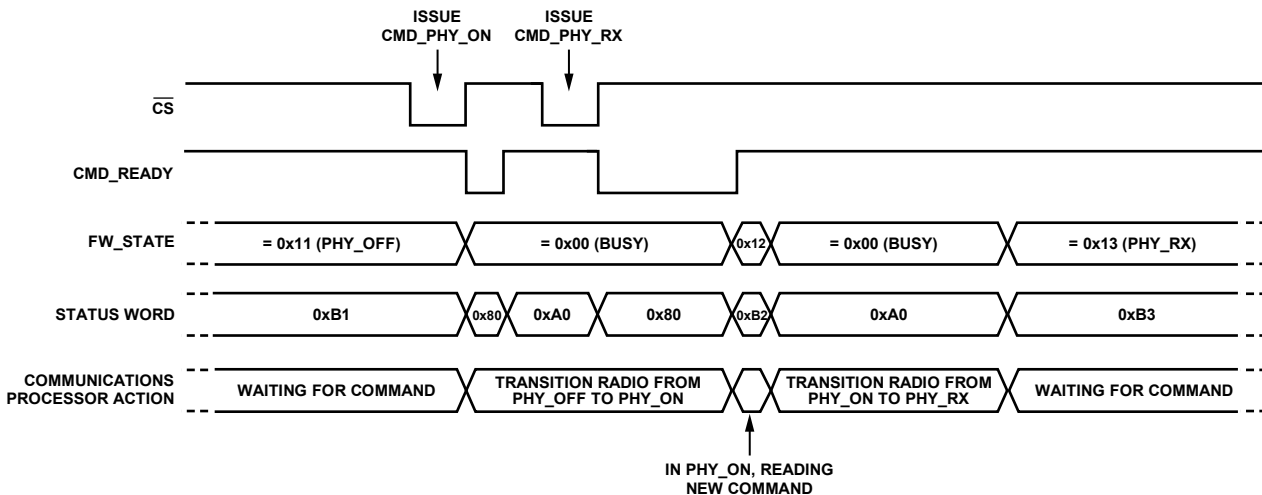 ISSUE
CMD_PHY_ON
ISSUE
CMD_PHY_RX
CS
CMD_READY
FW_STATE
= 0x11 (PHY_OFF)
= 0x00 (BUSY)
0x12
= 0x00 (BUSY)
= 0x13 (PHY_RX)
STATUS WORD
0xB1
0x80
0xA0
0x80
0xB2
0xA0
0xB3
COMMUNICATIONS
PROCESSOR ACTION
WAITING FOR COMMAND
TRANSITION RADIO FROM
PHY_OFF TO PHY_ON
TRANSITION RADIO FROM
PHY_ON TO PHY_RX
WAITING FOR COMMAND
IN PHY_ON, READING
NEW COMMAND